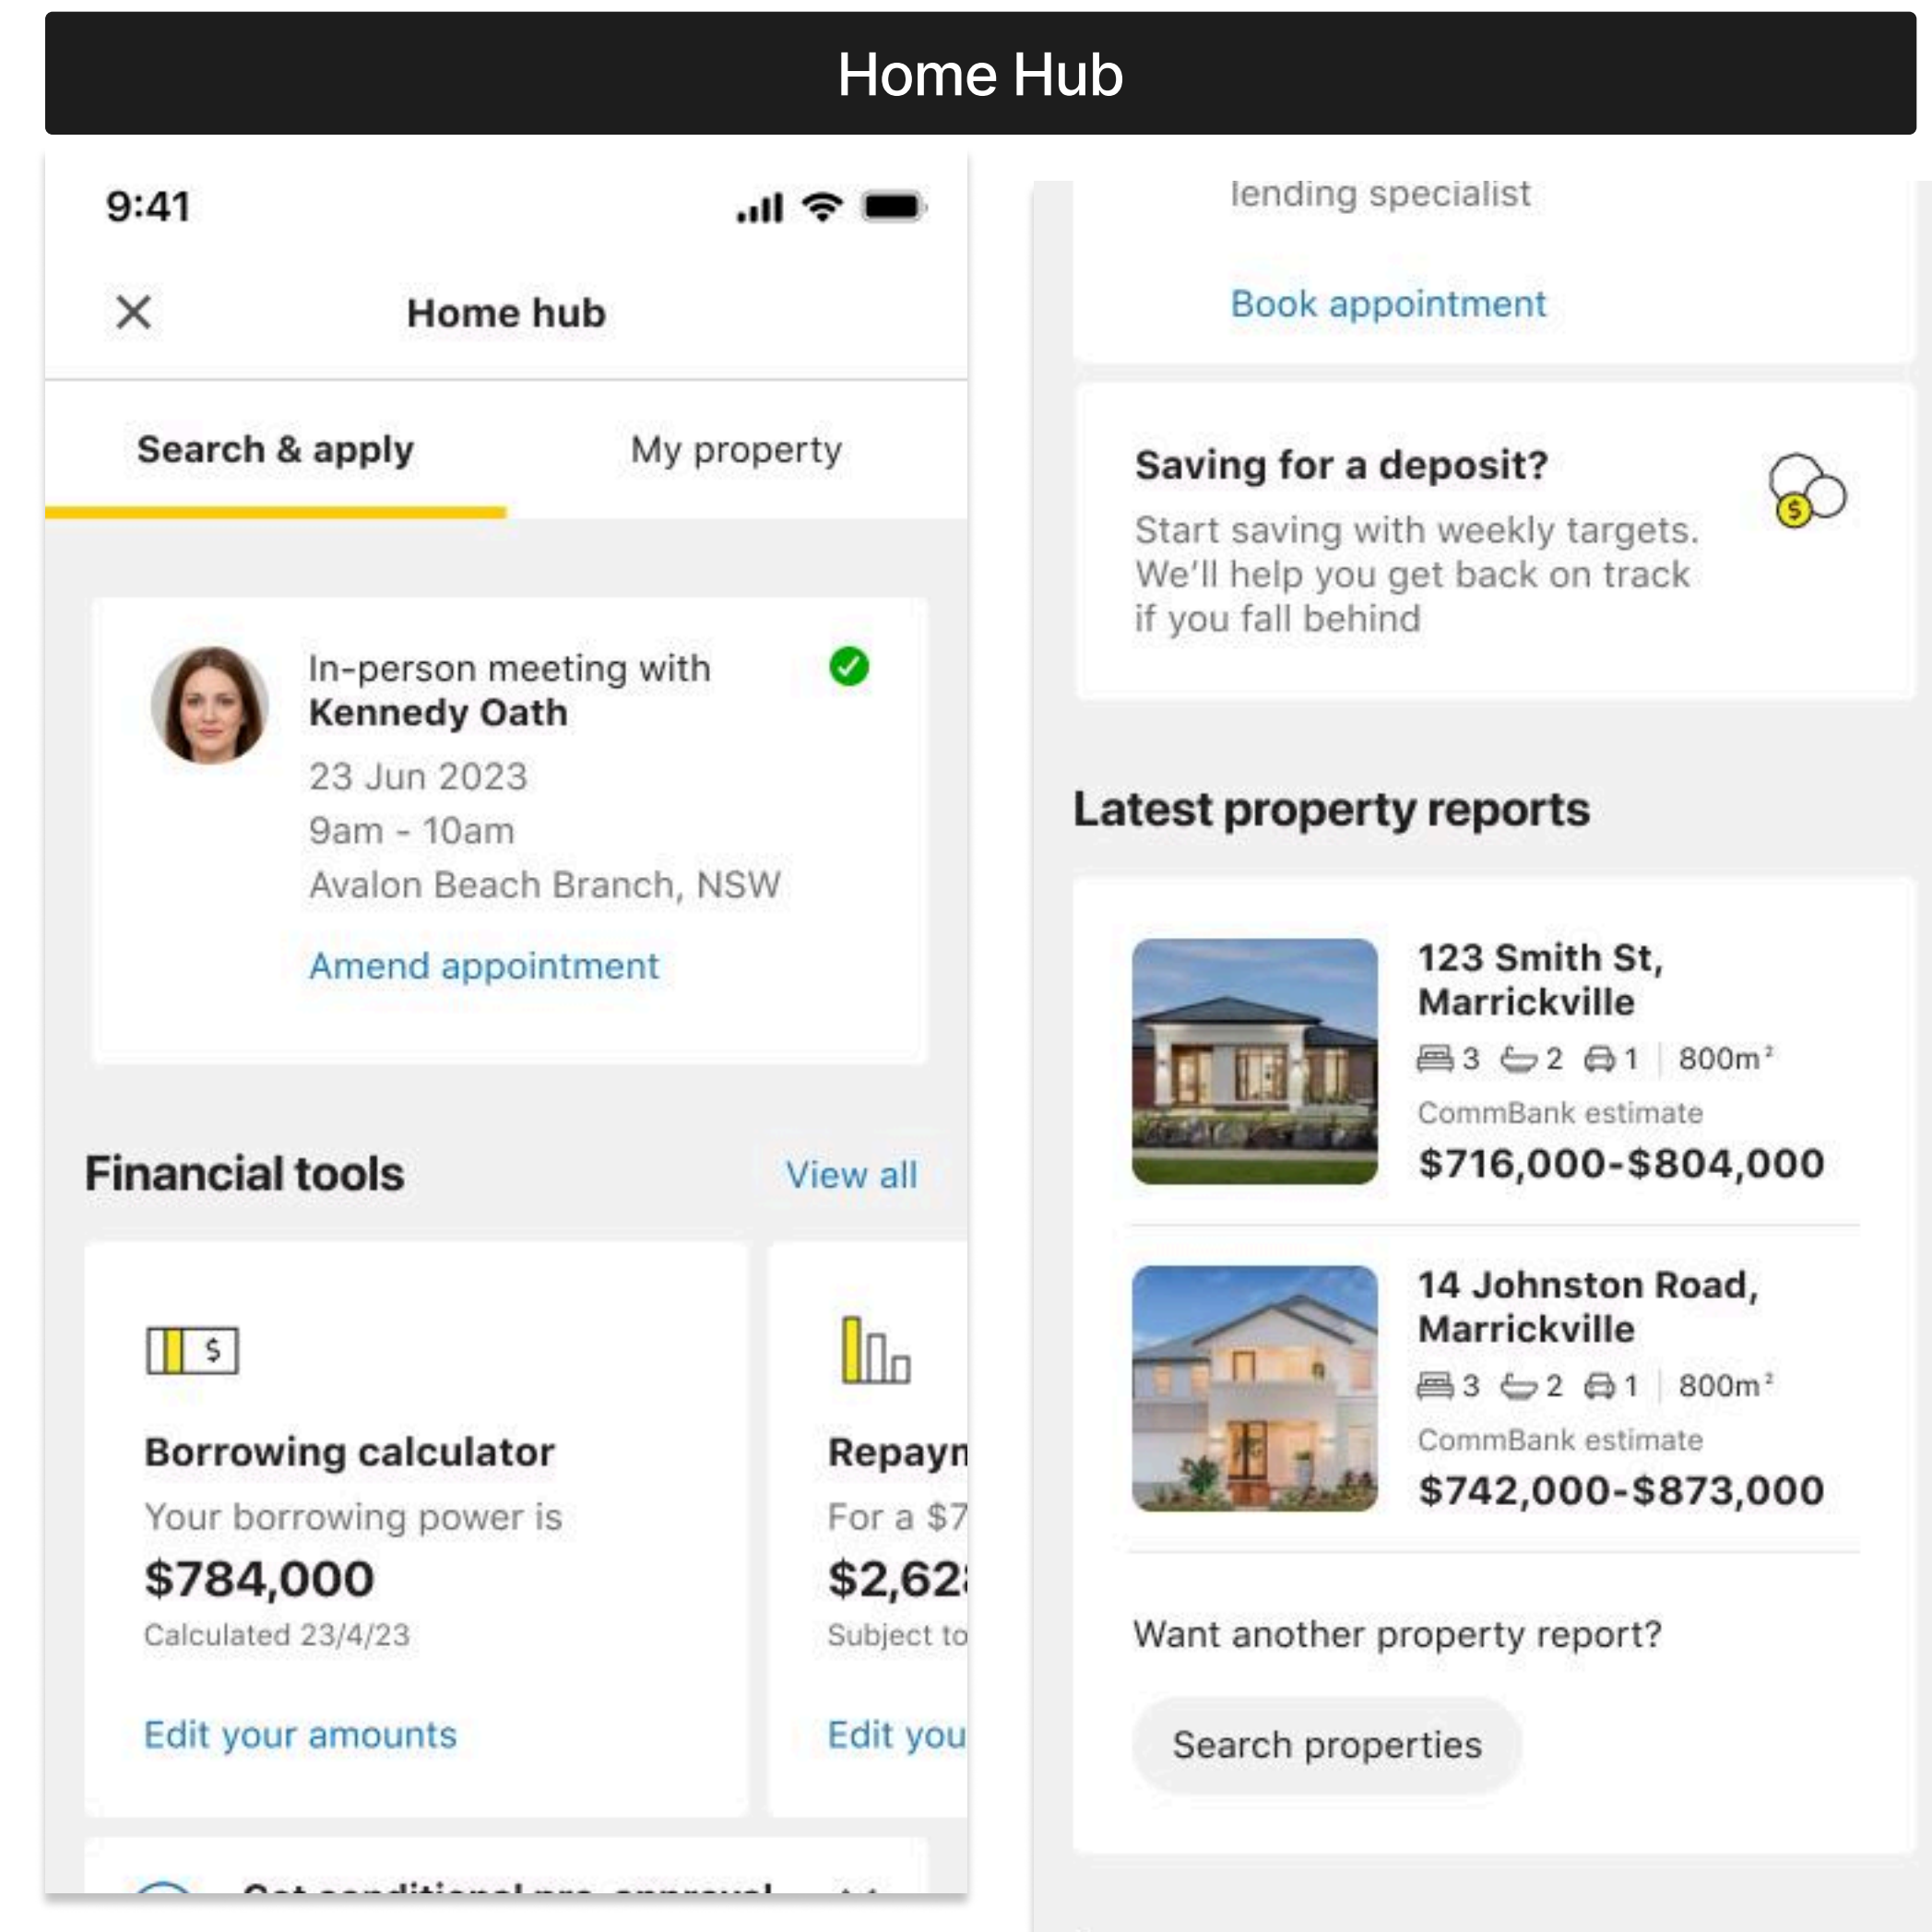 Home Hub
9:41
Home hub
Search & apply
My property
In-person meeting with
Kennedy Oath
23 Jun 2023
9am - 10am
Avalon Beach Branch, NSW
Amend appointment
Financial tools
View all
$
Borrowing calculator
Your borrowing power is
$784,000
Calculated 23/4/23
Edit your amounts
For a $7
Subject to
Edit you
Get conditional pre-approval
lending specialist
Book appointment
Saving for a deposit?
$
Start saving with weekly targets.
We'll help you get back on track
if you fall behind
Latest property reports
123 Smith St,
Marrickville
3 2 1 800m²
CommBank estimate
$716,000-$804,000
14 Johnston Road,
Marrickville
3 2 1 800m²
CommBank estimate
$742,000-$873,000
Want another property report?
Search properties